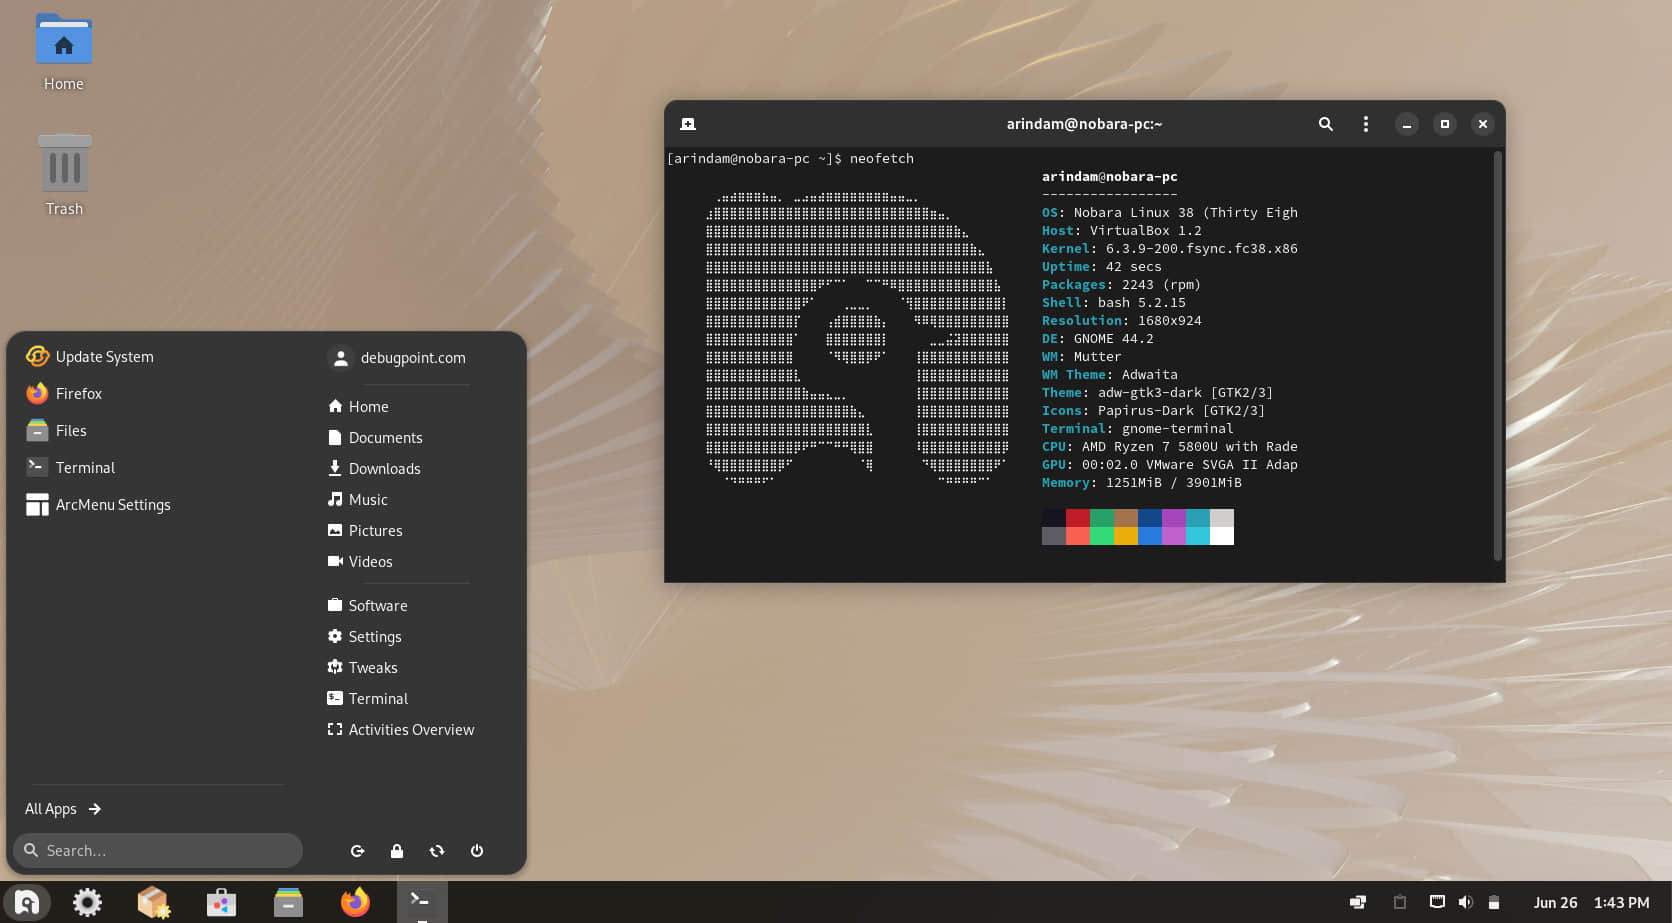 Home
Trash
arindam@nobara-pc:~
[arindam@nobara-pc ~]$ neofetch
arindam@nobara-pc
-----------------
OS: Nobara Linux 38 (Thirty Eigh
Host: VirtualBox 1.2
Kernel: 6.3.9-200.fsync.fc38.x86
Uptime: 42 secs
Packages: 2243 (rpm)
Shell: bash 5.2.15
Resolution: 1680x924
DE: GNOME 44.2
WM: Mutter
WM Theme: Adwaita
Theme: adw-gtk3-dark [GTK2/3]
Icons: Papirus-Dark [GTK2/3]
Terminal: gnome-terminal
CPU: AMD Ryzen 7 5800U with Rade
GPU: 00:02.0 VMware SVGA II Adap
Memory: 1251MiB / 3901MiB
Update System
Firefox
Files
Terminal
ArcMenu Settings
All Apps
Search...
debugpoint.com
Home
Documents
Downloads
Music
Pictures
Videos
Software
Settings
Tweaks
Terminal
Activities Overview
Jun 26 1:43 PM